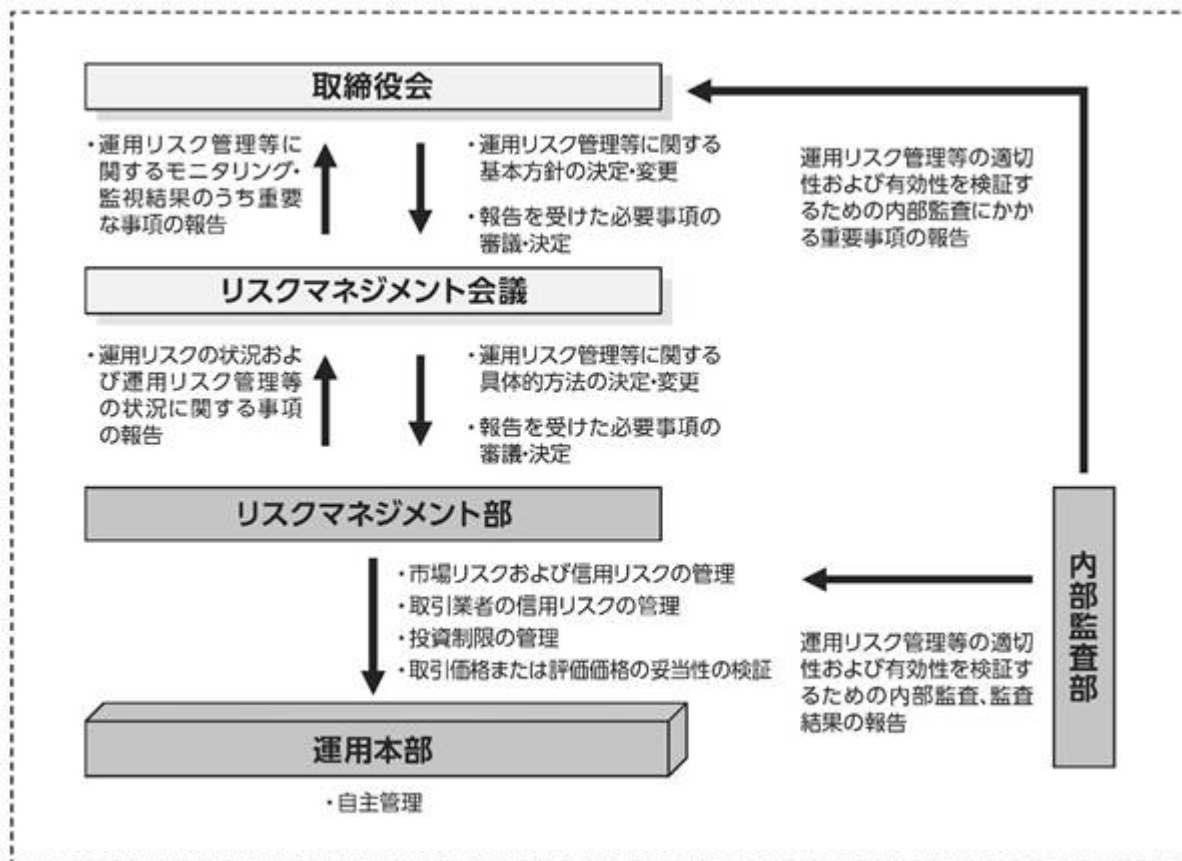 取締役会
・運用リスク管理等に
関するモニタリング・
監視結果のうち重要
な事項の報告
・運用リスク管理等に関する
基本方針の決定・変更
・報告を受けた必要事項の
審議・決定
運用リスク管理等の適切
性および有効性を検証す
るための内部監査にかか
る重要事項の報告
リスクマネジメント会議
・運用リスクの状況およ
び運用リスク管理等
の状況に関する事項
の報告
・運用リスク管理等に関する
具体的方法の決定・変更
・報告を受けた必要事項の
審議・決定
リスクマネジメント部
・市場リスクおよび信用リスクの管理
・取引業者の信用リスクの管理
・投資制限の管理
・取引価格または評価価格の妥当性の検証
内部監査部
運用リスク管理等の適切
性および有効性を検証す
るための内部監査、監査
結果の報告
運用本部
・自主管理